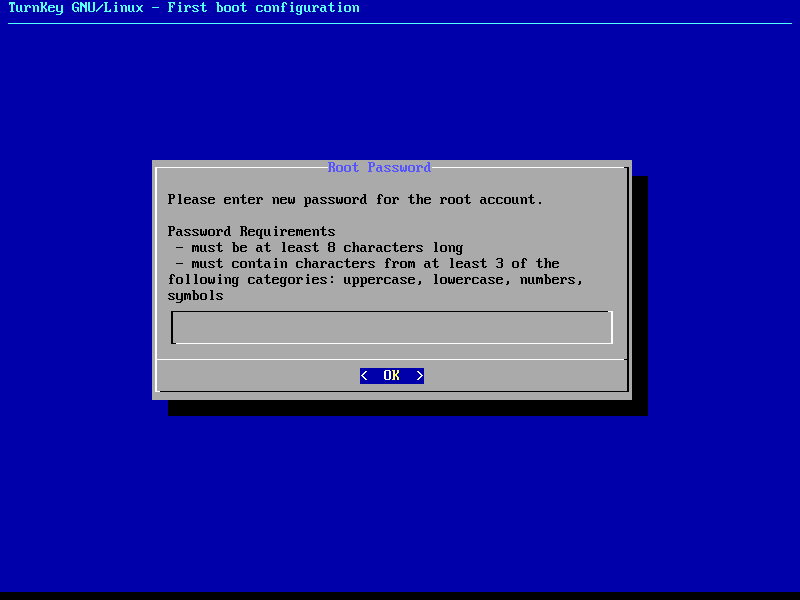 TurnKey GNU/Linux - First boot configuration
Root Password
Please enter new password for the root account.
Password Requirements
- must be at least 8 characters long
- must contain characters from at least 3 of the
following categories: uppercase, lowercase, numbers,
symbols
< OK >